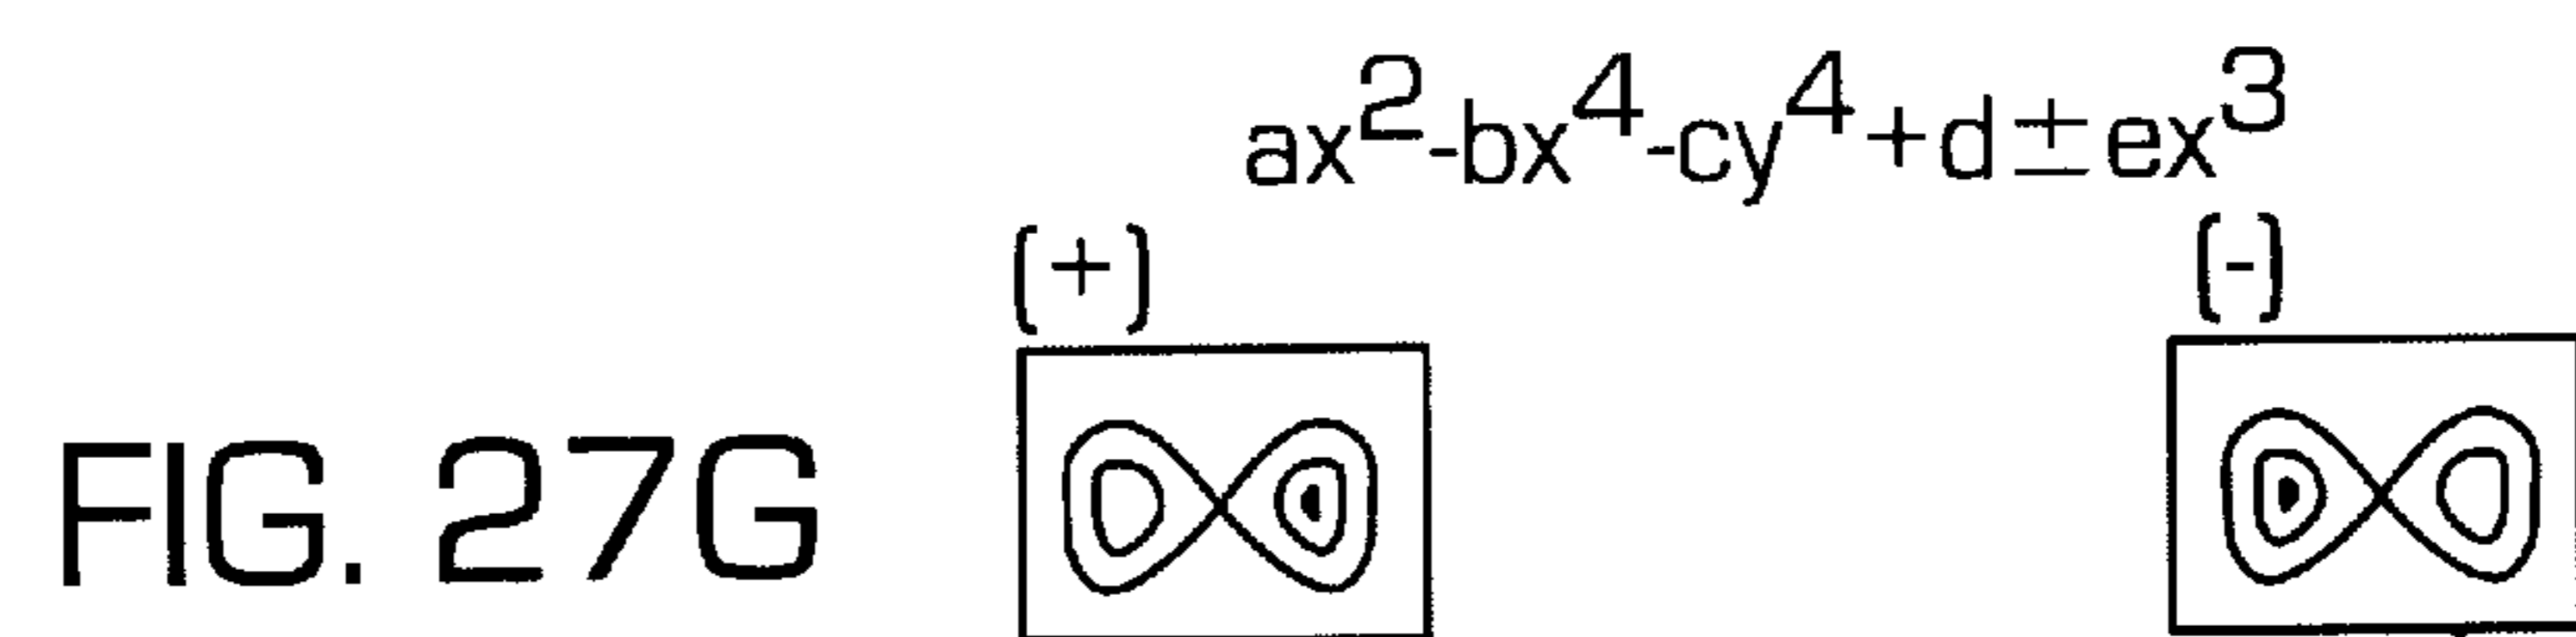 ax²-bx⁴-cy⁴+d±ex³
(+) (-)
FIG. 27G